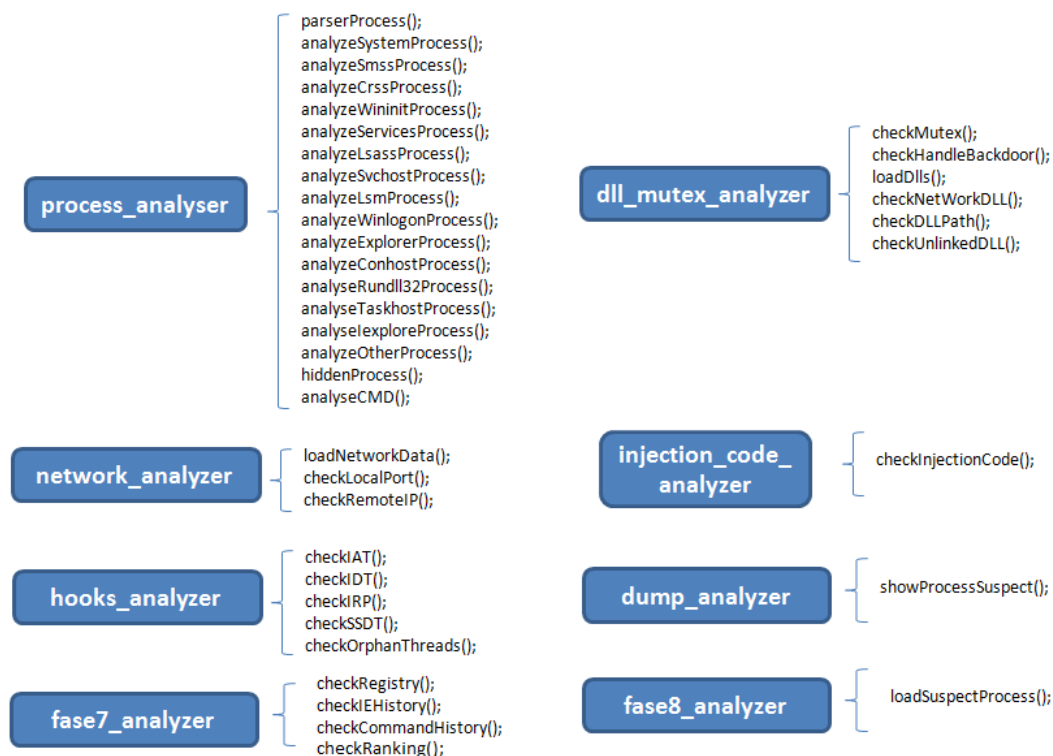 process_analyser
parserProcess();
analyzeSystemProcess();
analyzeSmssProcess();
analyzeCrssProcess();
analyzeWininitProcess();
analyzeServicesProcess();
analyzeLsassProcess();
analyzeSvchostProcess();
analyzeLsmProcess();
analyzeWinlogonProcess();
analyzeExplorerProcess();
analyzeConhostProcess();
analyseRundll32Process();
analyseTaskhostProcess();
analyseIexploreProcess();
analyzeOtherProcess();
hiddenProcess();
analyseCMD();
dll_mutex_analyzer
checkMutex();
checkHandleBackdoor();
loadDlls();
checkNetWorkDLL();
checkDLLPath();
checkUnlinkedDLL();
network_analyzer
loadNetworkData();
checkLocalPort();
checkRemoteIP();
injection_code_
analyzer
checkInjectionCode();
hooks_analyzer
checkIAT();
checkIDT();
checkIRP();
checkSSDT();
checkOrphanThreads();
dump_analyzer
showProcessSuspect();
fase7_analyzer
checkRegistry();
checkIEHistory();
checkCommandHistory();
checkRanking();
fase8_analyzer
loadSuspectProcess();